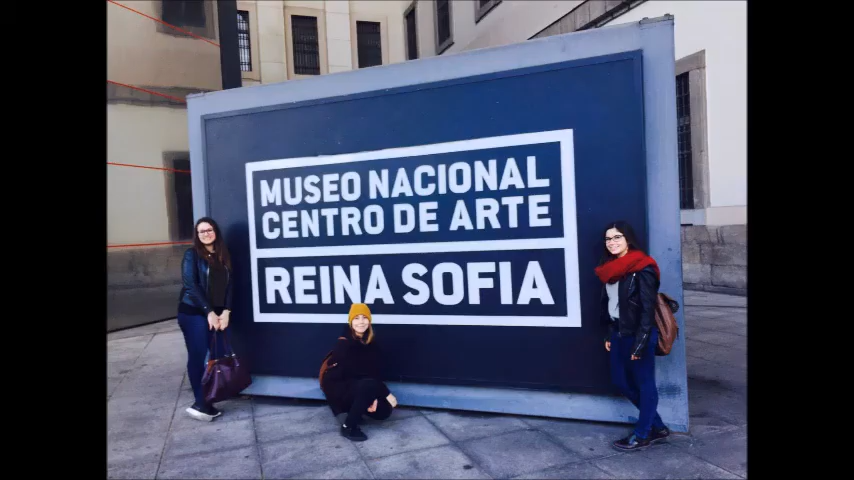 MUSEO NACIONAL
CENTRO DE ARTE
REINA SOFIA